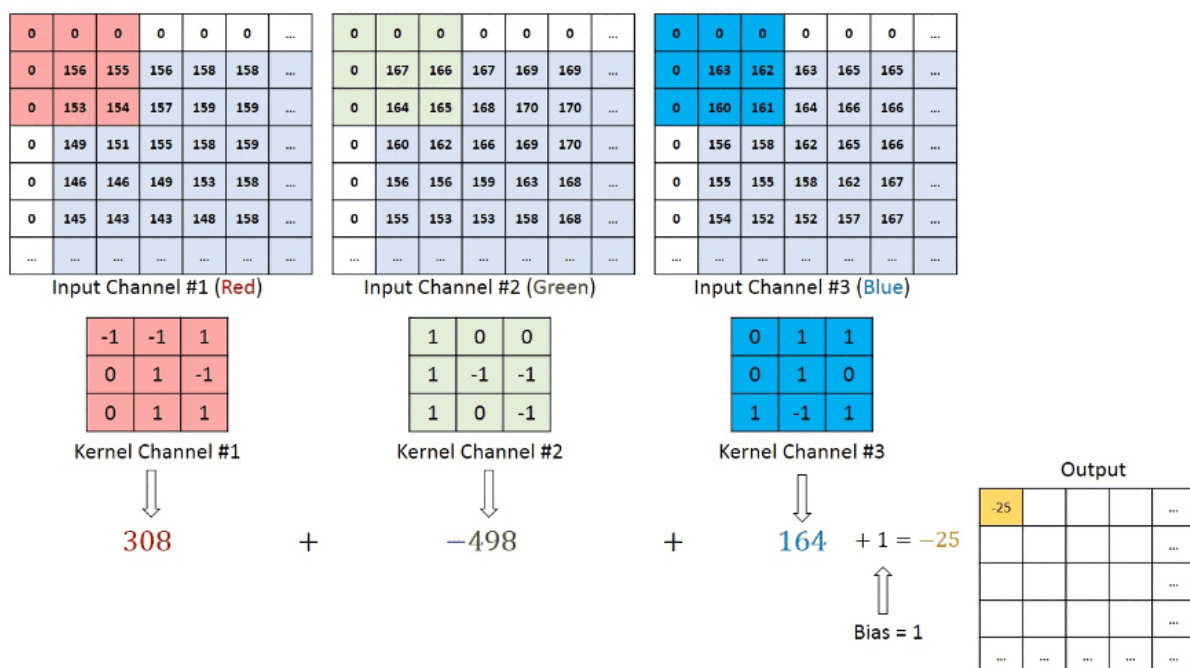 0 0 0 0 0 0 ... 0 0 0 0 0 0 ... 0 0 0 0 0 0 ...
0 156 155 156 158 158 ... 0 167 166 167 169 169 ... 0 163 162 163 165 165 ...
0 153 154 157 159 159 ... 0 164 165 168 170 170 ... 0 160 161 164 166 166 ...
0 149 151 155 158 159 ... 0 160 162 166 169 170 ... 0 156 158 162 165 166 ...
0 146 146 149 153 158 ... 0 156 156 159 163 168 ... 0 155 155 158 162 167 ...
0 145 143 143 148 158 ... 0 155 153 153 158 168 ... 0 154 152 152 157 167 ...
... ... ... ... ... ... ... ... ... ... ... ... ... ... ... ... ... ... ... ... ...
Input Channel #1 (Red) Input Channel #2 (Green) Input Channel #3 (Blue)
-1 -1 1 1 0 0 0 1 1
0 1 -1 1 -1 -1 0 1 0
0 1 1 1 0 -1 1 -1 1
Kernel Channel #1 Kernel Channel #2 Kernel Channel #3
Output
-25 ...
308 + −498 + 164 + 1 = −25
...
...
Bias = 1
...
... ... ... ... ...